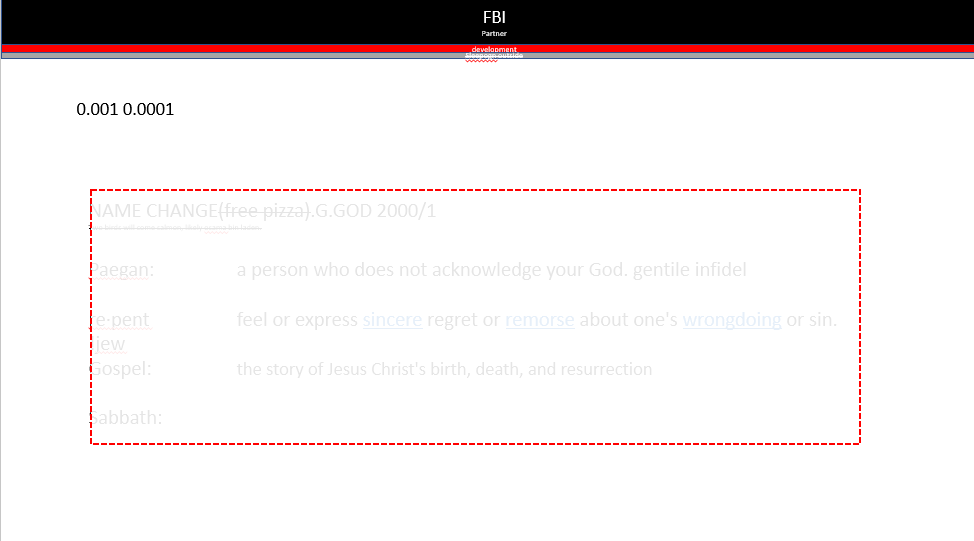 FBI
Partner
development
outside
0.001 0.0001
NAME CHANGE(free pizza).G.GOD 2000/1
Paegan: a person who does not acknowledge your God. gentile infidel
re·pent feel or express sincere regret or remorse about one's wrongdoing or sin.
jew
Gospel: the story of Jesus Christ's birth, death, and resurrection
Sabbath: